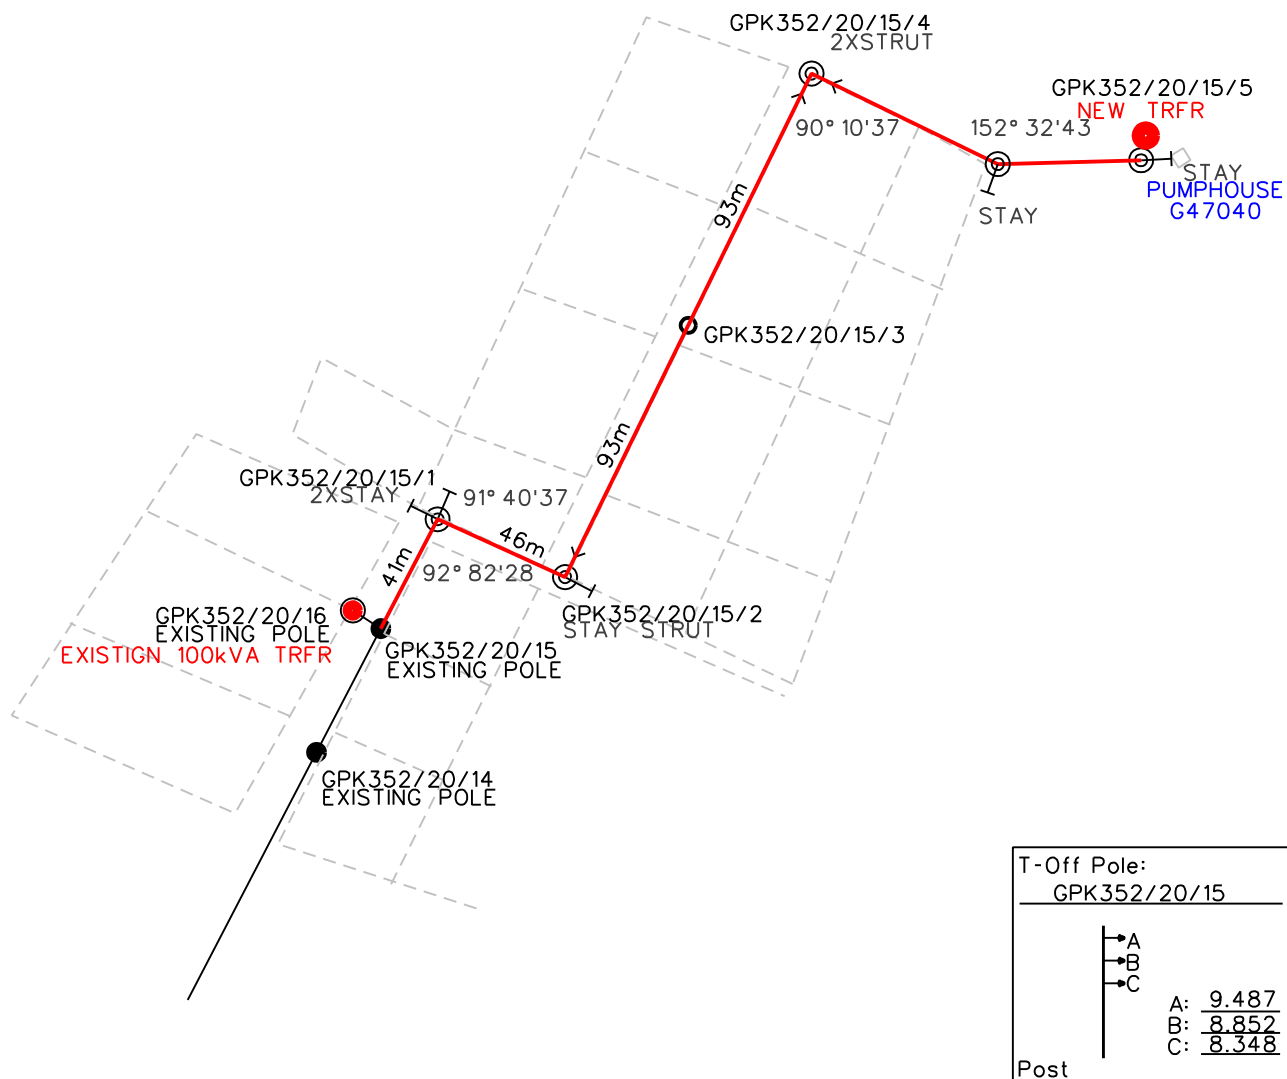 GPK352/20/15/4
2XSTRUT
GPK352/20/15/5
NEW TRFR
90° 10'37
152° 32'43
STAY
PUMPHOUSE
G47040
STAY
93m
GPK352/20/15/3
93m
GPK352/20/15/1
2XSTAY
91° 40'37
46m
41m
92° 82'28
GPK352/20/15/2
STAY STRUT
GPK352/20/16
EXISTING POLE
EXISTIGN 100kVA TRFR
GPK352/20/15
EXISTING POLE
GPK352/20/14
EXISTING POLE
T-Off Pole:
GPK352/20/15
A
B
C
A: 9.487
B: 8.852
C: 8.348
Post